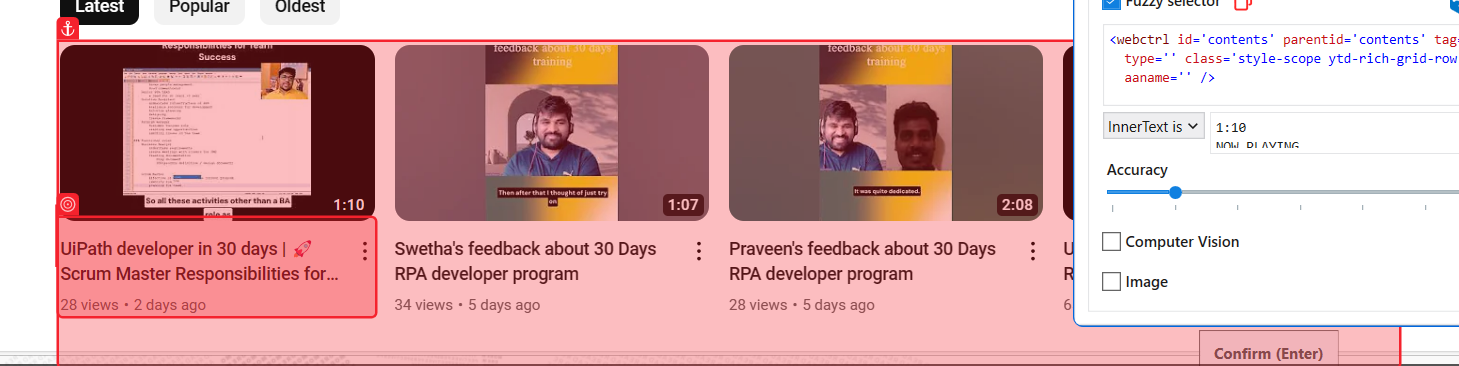 Latest
Popular
Oldest
Responsibilities for Team
Success
So all these activities other than a BA
role as
1:10
feedback about 30 days
training
Then after that I thought of just try
on
1:07
feedback about 30 days
training
It was quite dedicated.
2:08
UiPath developer in 30 days | 🚀
Scrum Master Responsibilities for...
28 views • 2 days ago
Swetha's feedback about 30 Days
RPA developer program
34 views • 5 days ago
Praveen's feedback about 30 Days
RPA developer program
28 views • 5 days ago
U
R
6
Fuzzy selector
<webctrl id='contents' parentid='contents' tag=
type='' class='style-scope ytd-rich-grid-row
aaname='' />
InnerText is
1:10
NOW PLAYING
Accuracy
Computer Vision
Image
Confirm (Enter)